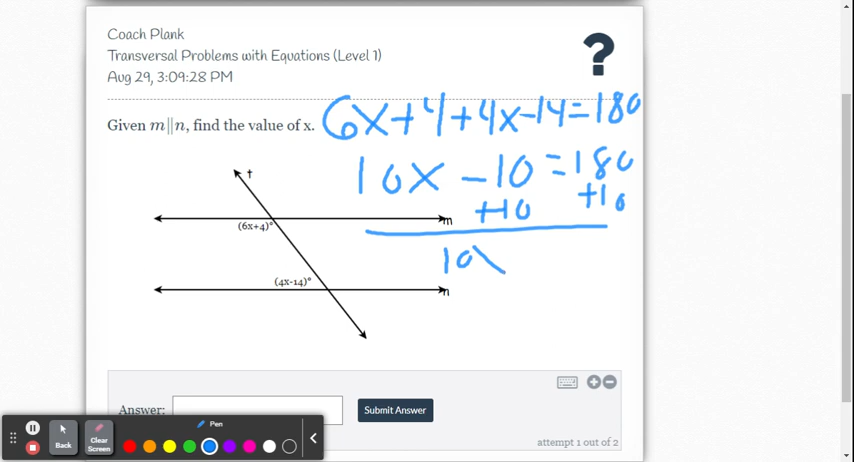 Coach Plank
Transversal Problems with Equations (Level 1)
Aug 29, 3:09:28 PM
?
Given m||n, find the value of x.
6x+4+4x-14=180
10x-10=180
+10 +10
10
t
m
(6x+4)°
(4x-14)°
n
Answer:
Submit Answer
attempt 1 out of 2
Pen
Back
Clear
Screen